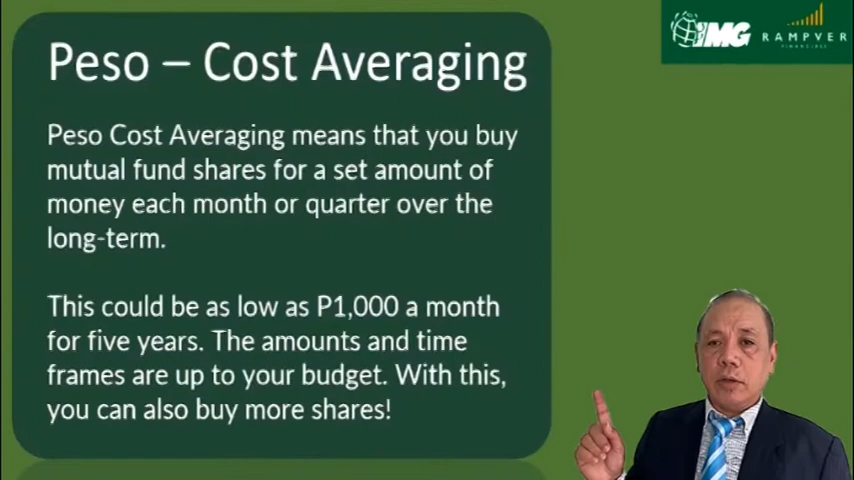 Peso – Cost Averaging
IMG
RAMPVER
FINANCIALS
Peso Cost Averaging means that you buy
mutual fund shares for a set amount of
money each month or quarter over the
long-term.
This could be as low as P1,000 a month
for five years. The amounts and time
frames are up to your budget. With this,
you can also buy more shares!